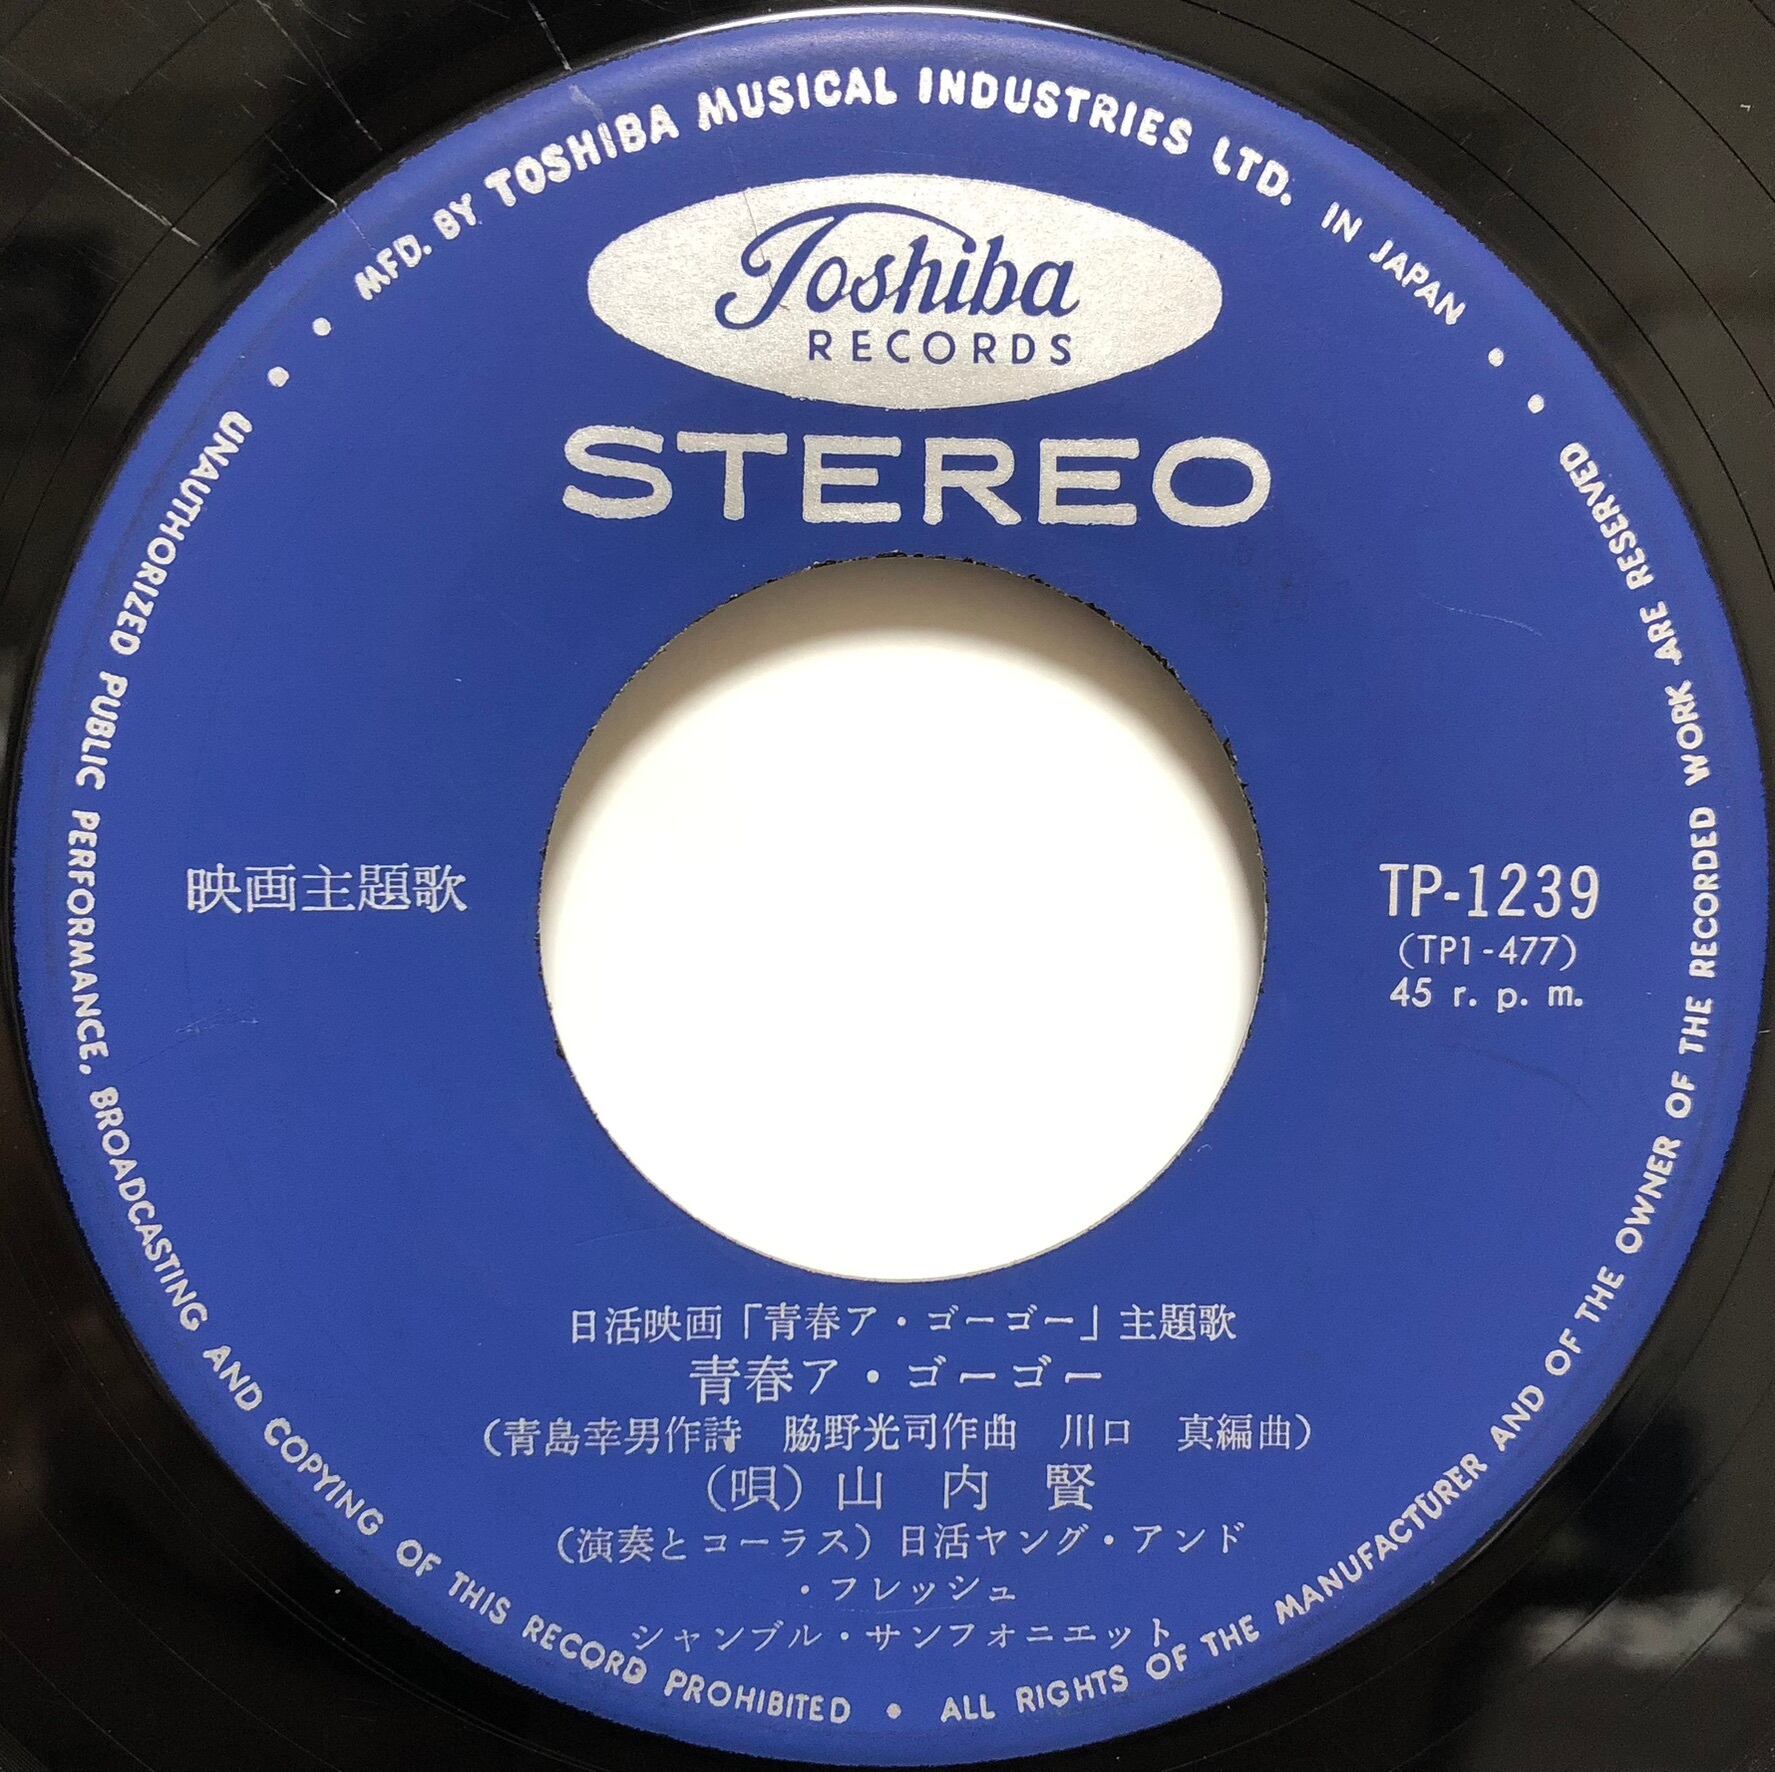 MFD. BY TOSHIBA MUSICAL INDUSTRIES LTD. IN JAPAN
Toshiba
RECORDS
STEREO
映画主題歌
TP-1239
(TP1-477)
45 r. p. m.
日活映画「青春ア・ゴーゴー」主題歌
青春ア・ゴーゴー
(青島幸男作詩 脇野光司作曲 川口 真編曲)
(唄)山 内 賢
(演奏とコーラス)日活ヤング・アンド
・フレッシュ
シャンブル・サンフォニエット
UNAUTHORIZED PUBLIC PERFORMANCE, BROADCASTING AND COPYING OF THIS RECORD PROHIBITED • ALL RIGHTS OF THE MANUFACTURER AND OF THE OWNER OF THE RECORDED WORK ARE RESERVED